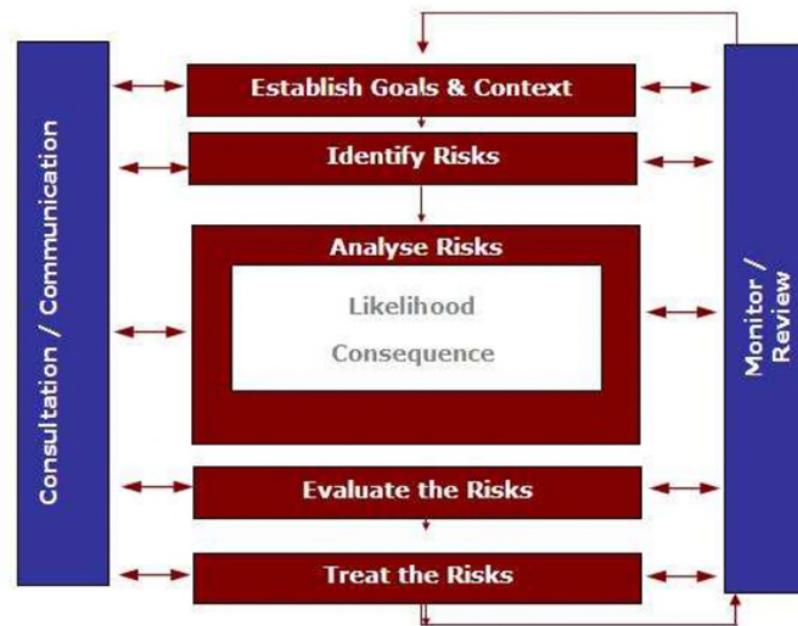 Consultation / Communication
Establish Goals & Context
Identify Risks
Analyse Risks
Likelihood
Consequence
Evaluate the Risks
Treat the Risks
Monitor /
Review